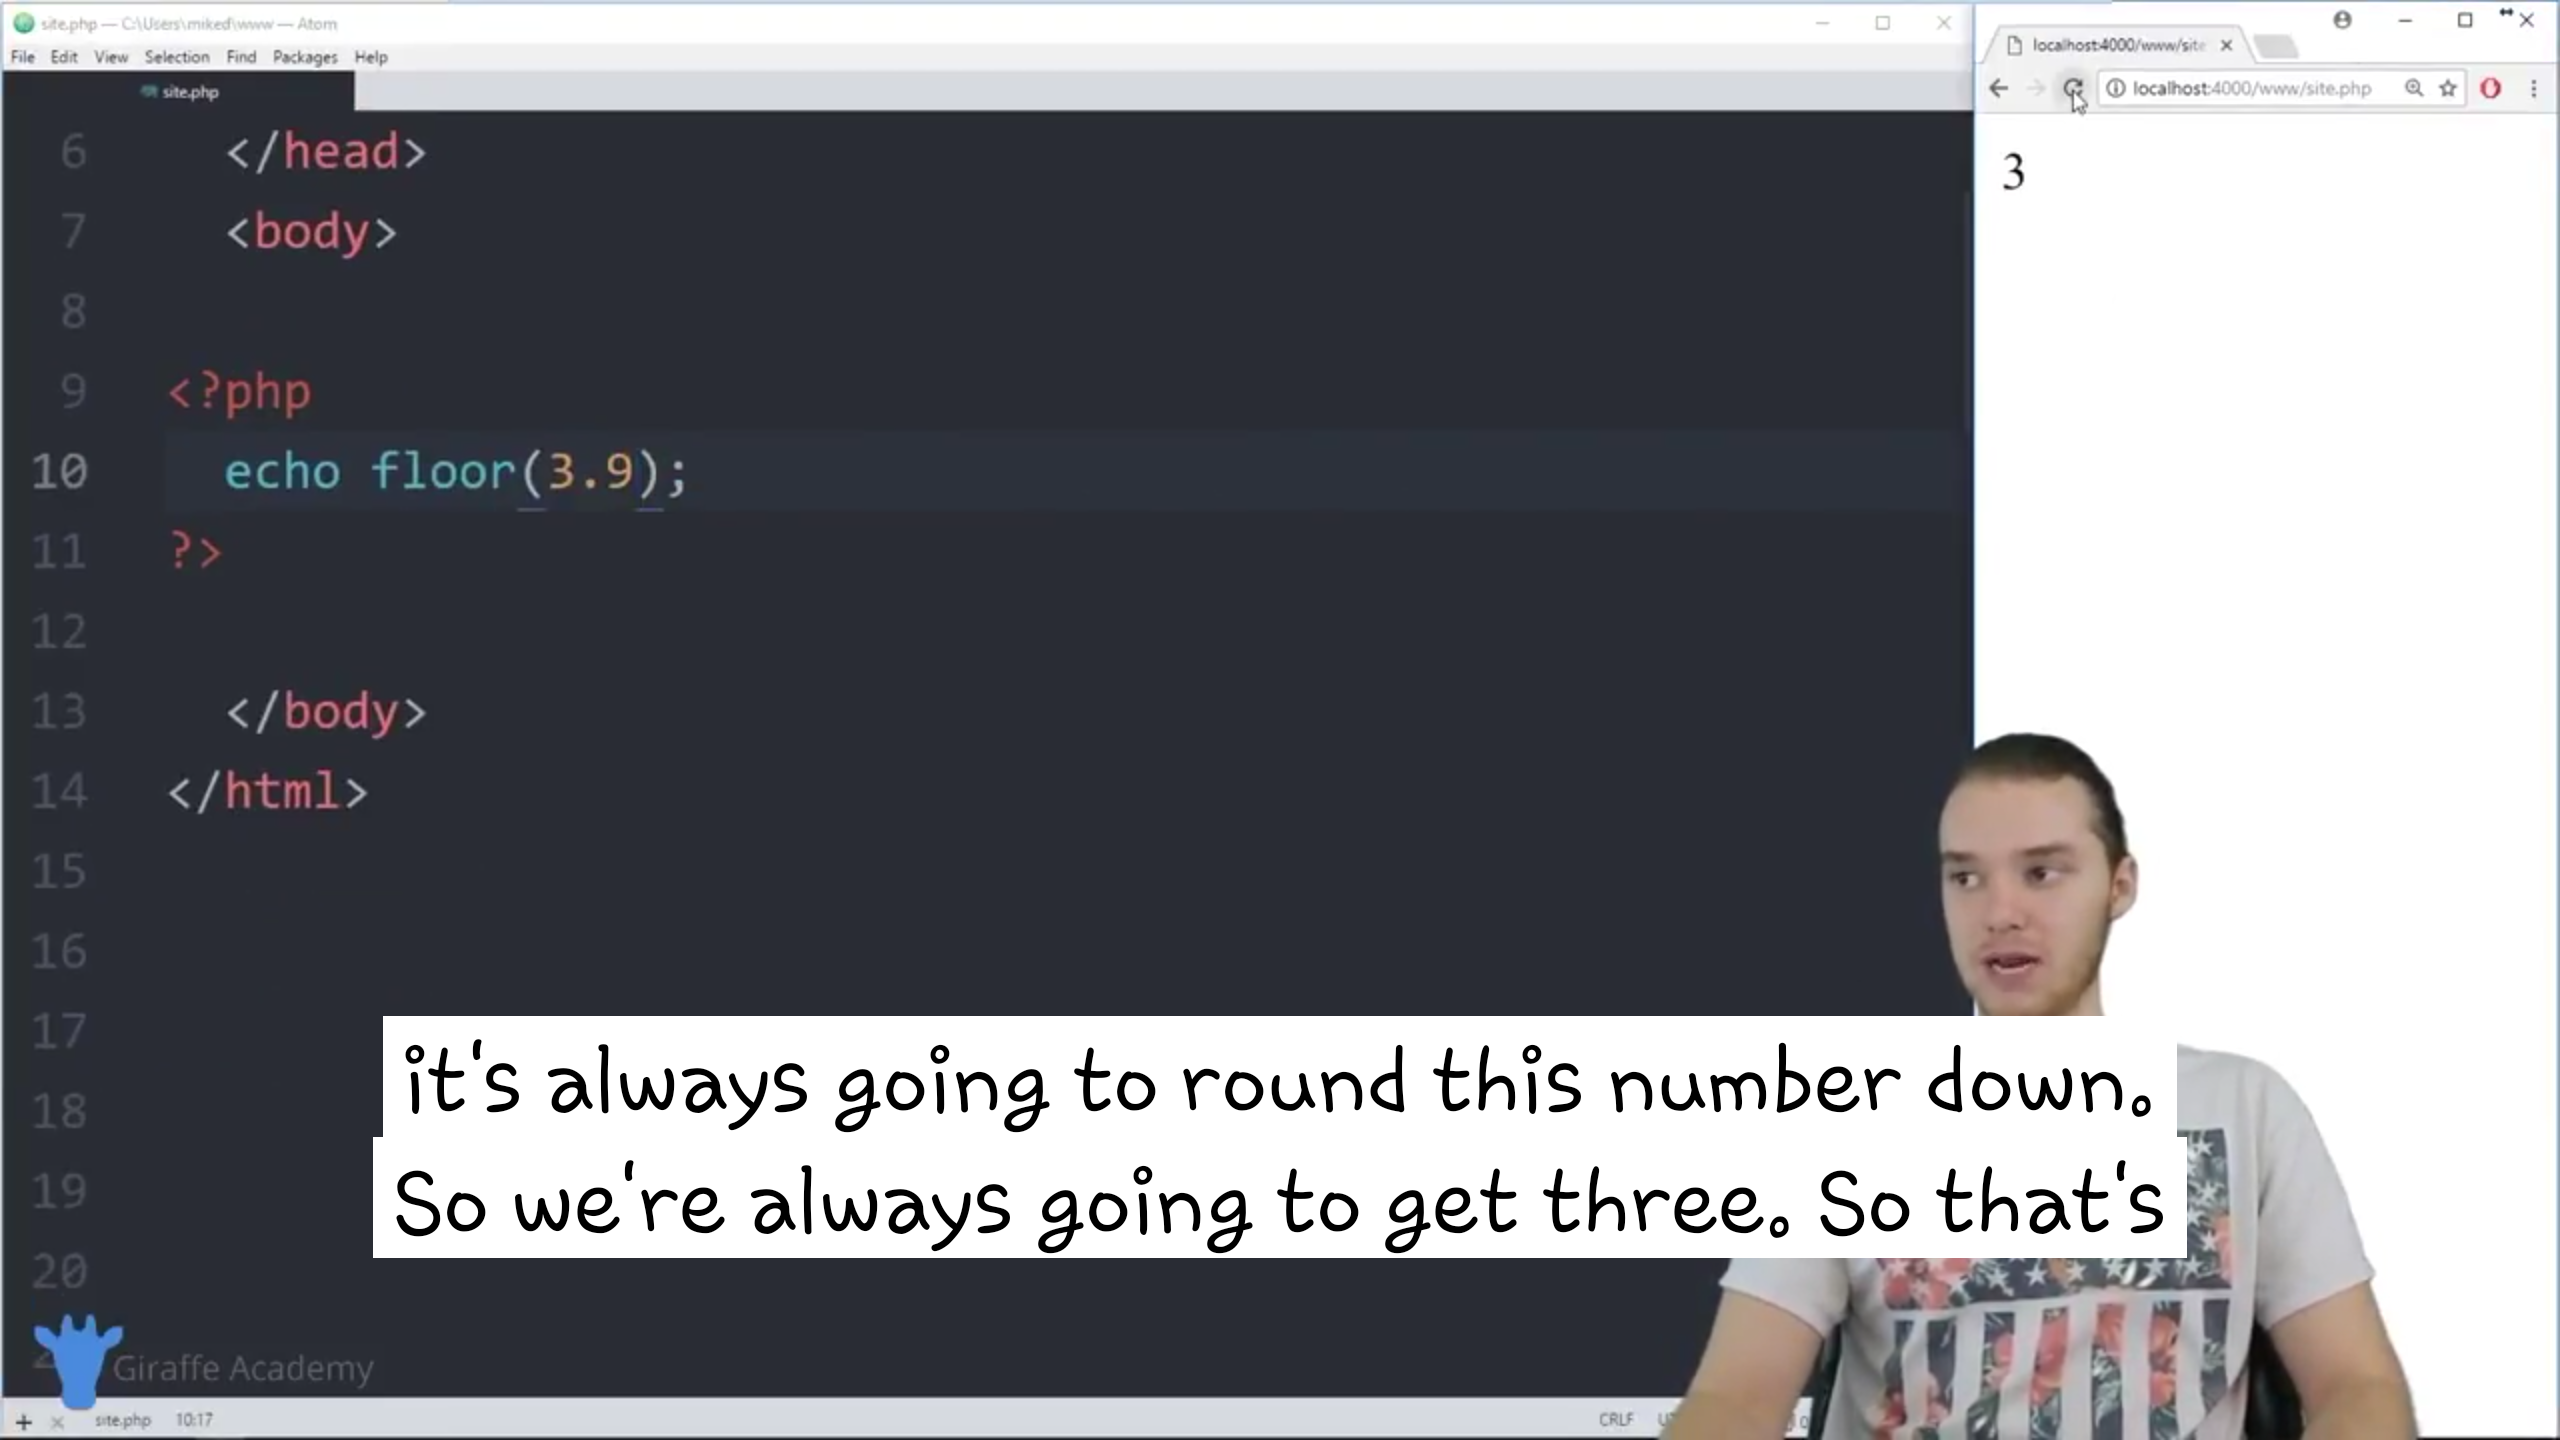 site.php — C:\Users\miked\www — Atom
File Edit View Selection Find Packages Help
site.php
6 </head>
7 <body>
8
9 <?php
10 echo floor(3.9);
11 ?>
12
13 </body>
14 </html>
15
16
17
18
19
20
Giraffe Academy
+ × site.php 10:17
CRLF
localhost:4000/www/site
localhost:4000/www/site.php
3
it's always going to round this number down.
So we're always going to get three. So that's